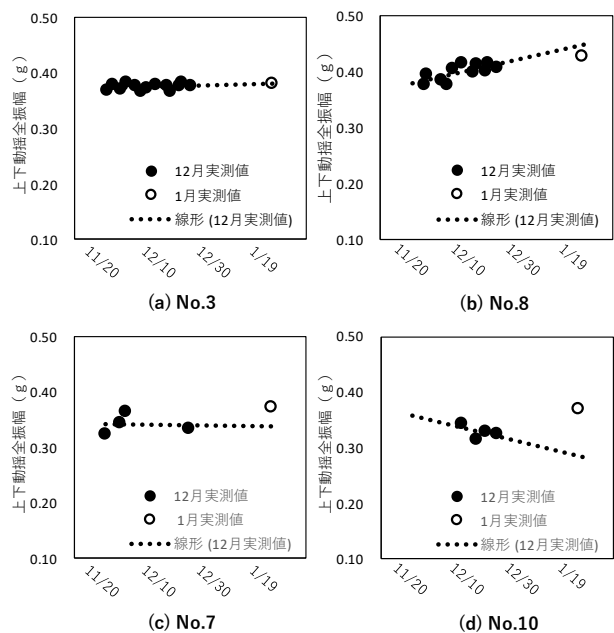 0.50
0.40
0.30
0.20
0.10
上下動揺全振幅（g）
12月実測値
1月実測値
線形 (12月実測値)
11/20
12/10
12/30
1/19
(a) No.3
0.50
0.40
0.30
0.20
0.10
上下動揺全振幅（g）
12月実測値
1月実測値
線形 (12月実測値)
11/20
12/10
12/30
1/19
(b) No.8
0.50
0.40
0.30
0.20
0.10
上下動揺全振幅（g）
12月実測値
1月実測値
線形 (12月実測値)
11/20
12/10
12/30
1/19
(c) No.7
0.50
0.40
0.30
0.20
0.10
上下動揺全振幅（g）
12月実測値
1月実測値
線形 (12月実測値)
11/20
12/10
12/30
1/19
(d) No.10